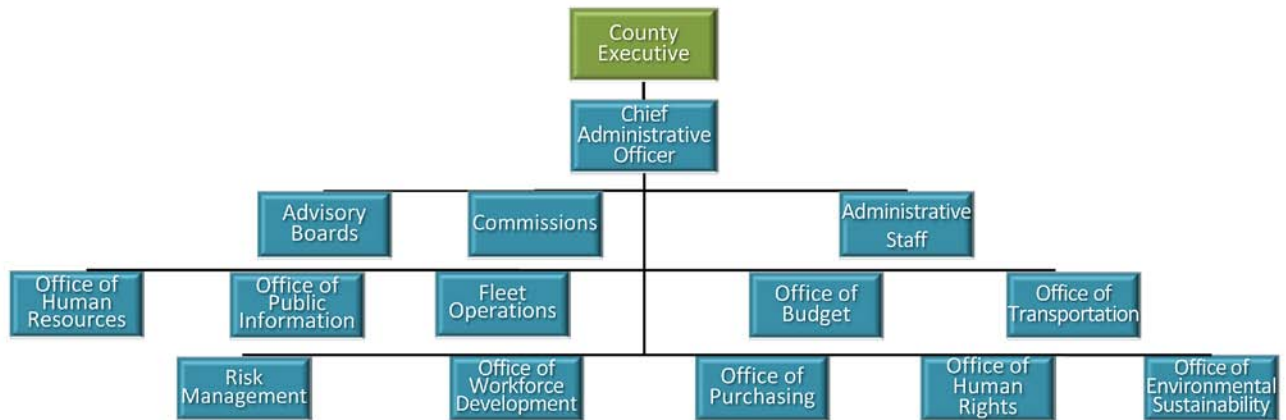 County
Executive
Chief
Administrative
Officer
Advisory
Boards
Commissions
Administrative
Staff
Office of
Human
Resources
Office of
Public
Information
Fleet
Operations
Office of
Budget
Office of
Transportation
Risk
Management
Office of
Workforce
Development
Office of
Purchasing
Office of
Human
Rights
Office of
Environmental
Sustainability